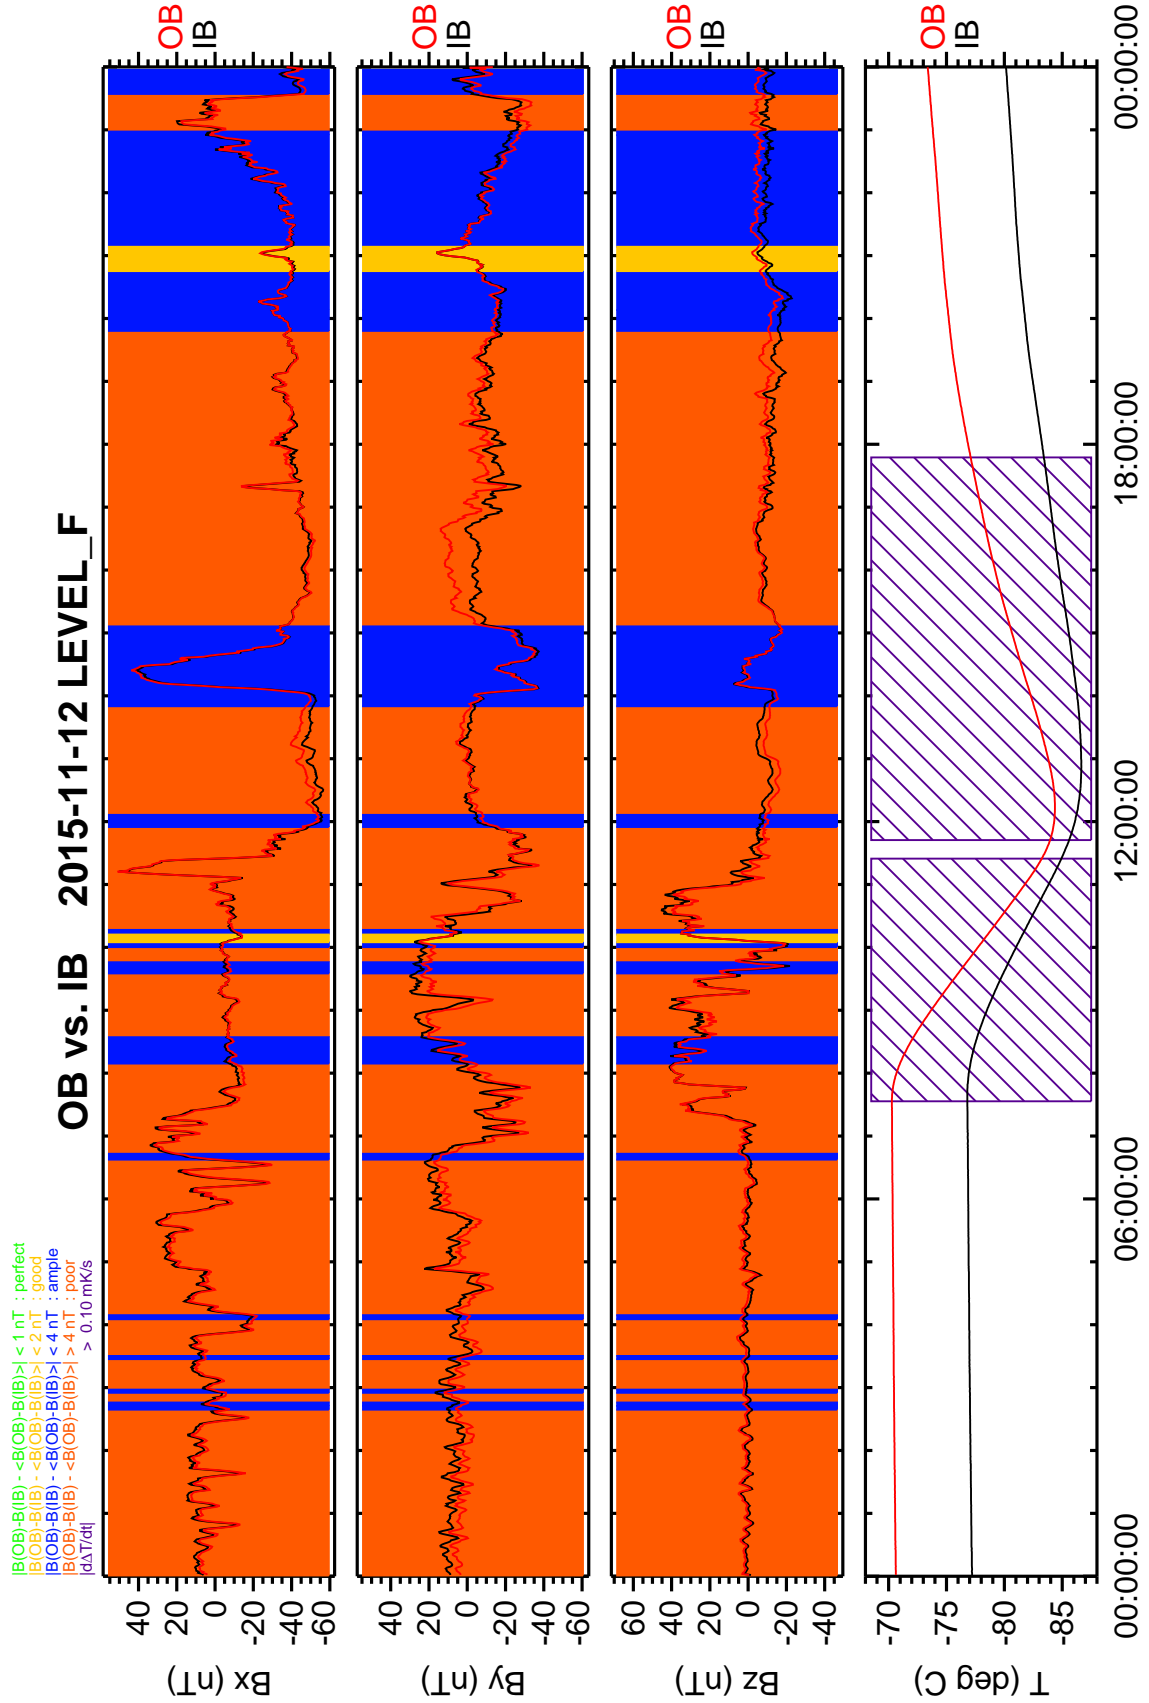 |B(OB)-B(IB) - <B(OB)-B(IB)>| < 1 nT : perfect
|B(OB)-B(IB) - <B(OB)-B(IB)>| < 2 nT : good
|B(OB)-B(IB) - <B(OB)-B(IB)>| < 4 nT : ample
|B(OB)-B(IB) - <B(OB)-B(IB)>| > 4 nT : poor
|dΔT/dt| > 0.10 mK/s
OB vs. IB 2015-11-12 LEVEL_F
Bx (nT)
40
20
0
-20
-40
-60
OB
IB
By (nT)
40
20
0
-20
-40
-60
OB
IB
Bz (nT)
60
40
20
0
-20
-40
OB
IB
T (deg C)
-70
-75
-80
-85
OB
IB
00:00:00
06:00:00
12:00:00
18:00:00
00:00:00